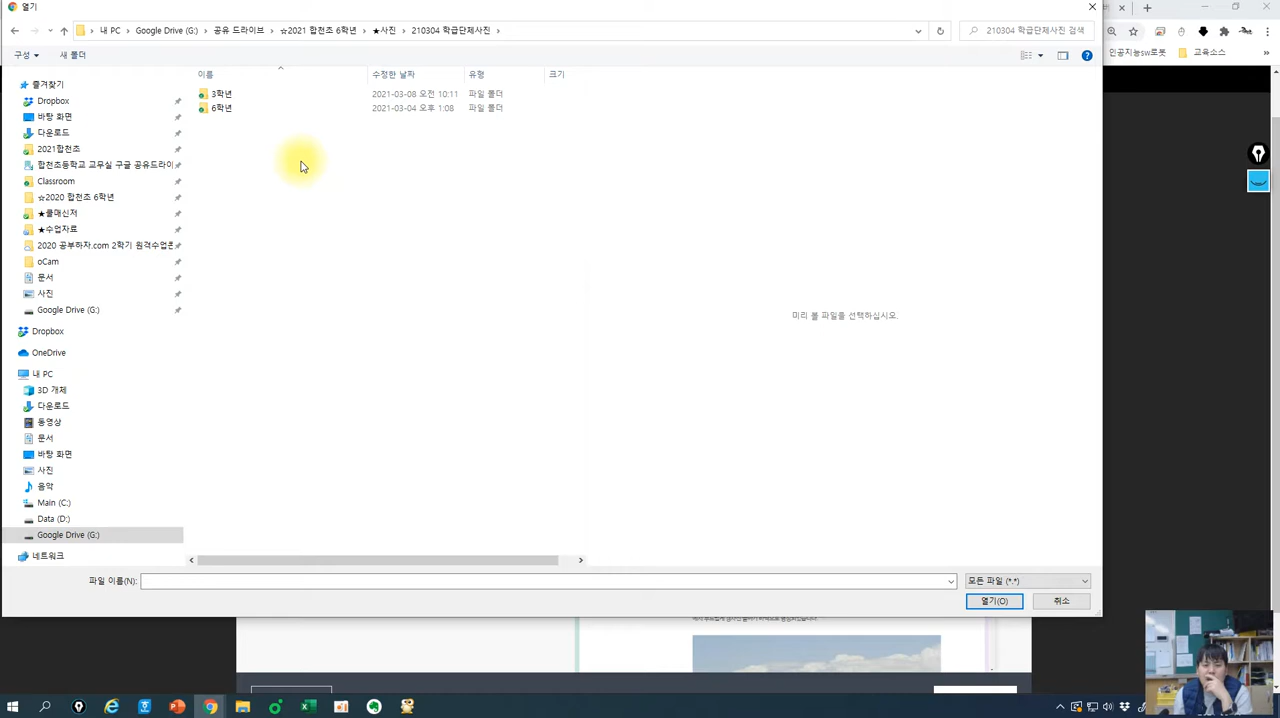 열기
내 PC > Google Drive (G:) > 공유 드라이브 > ☆2021 합천초 6학년 > ★사진 > 210304 학급단체사진 >
210304 학급단체사진 검색
구성 새 폴더
인공지능sw로봇 교육소스 »
이름 수정한 날짜 유형 크기
즐겨찾기
3학년 2021-03-08 오전 10:11 파일 폴더
Dropbox
6학년 2021-03-04 오후 1:08 파일 폴더
바탕 화면
다운로드
2021합천초
합천초등학교 교무실 구글 공유드라이
Classroom
☆2020 합천초 6학년
★쿨매신저
★수업자료
2020 공부하자.com 2학기 원격수업콘
oCam
문서
사진
Google Drive (G:)
미리 볼 파일을 선택하십시오.
Dropbox
OneDrive
내 PC
3D 개체
다운로드
동영상
문서
바탕 화면
사진
음악
Main (C:)
Data (D:)
Google Drive (G:)
네트워크
파일 이름(N):
모든 파일 (*.*)
열기(O) 취소